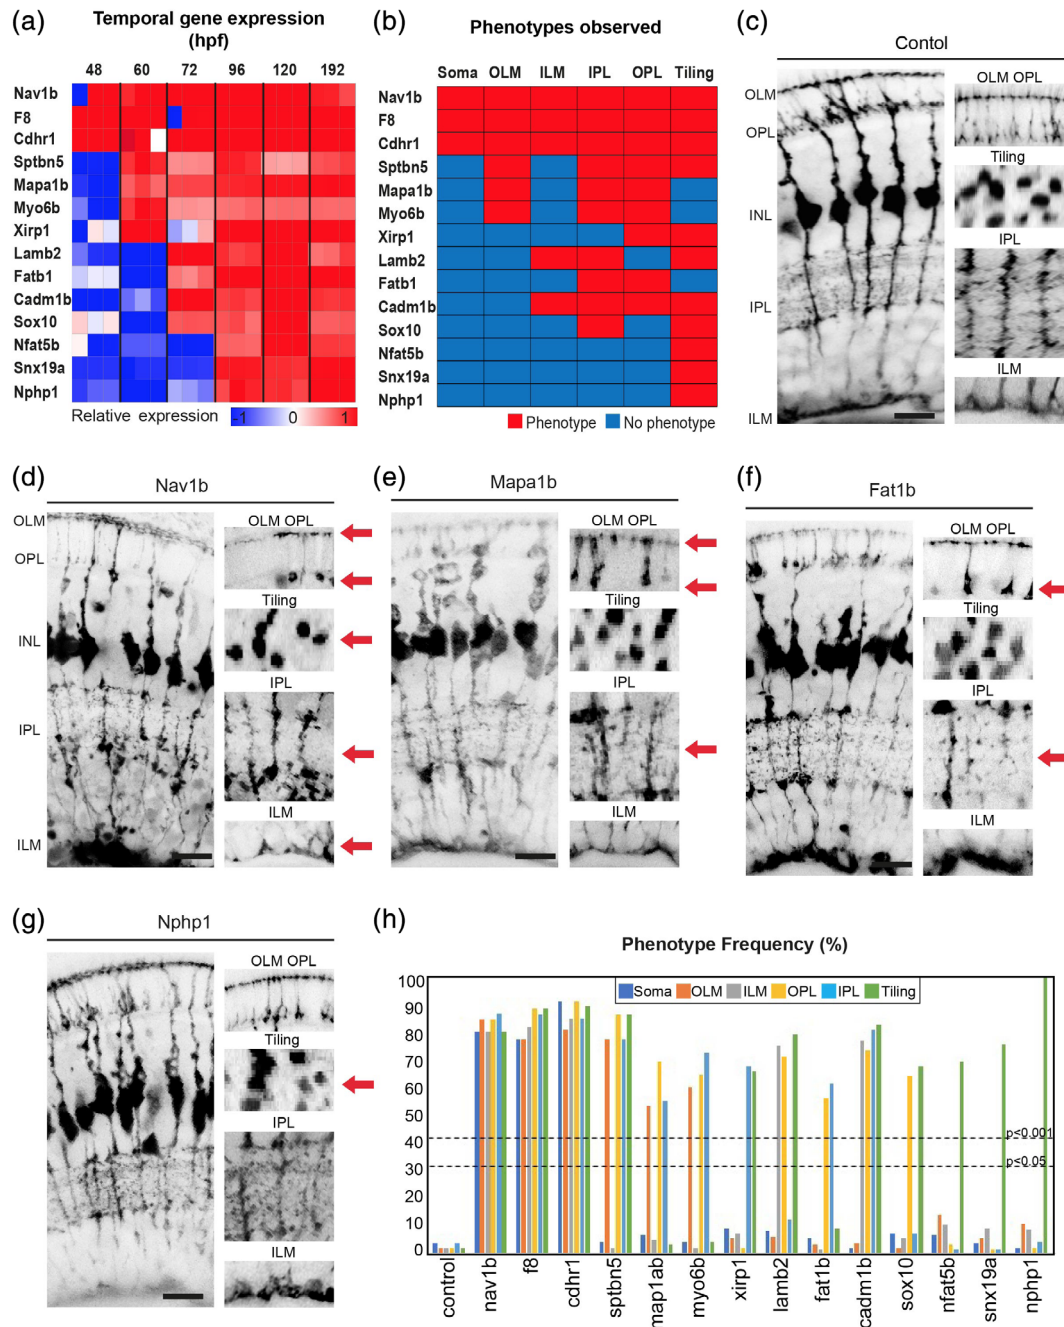 (a) Temporal gene expression (hpf)
48 60 72 96 120 192
Nav1b
F8
Cdhr1
Sptbn5
Mapa1b
Myo6b
Xirp1
Lamb2
Fatb1
Cadm1b
Sox10
Nfat5b
Snx19a
Nphp1
Relative expression -1 0 1
(b) Phenotypes observed
Soma OLM ILM IPL OPL Tiling
Nav1b
F8
Cdhr1
Sptbn5
Mapa1b
Myo6b
Xirp1
Lamb2
Fatb1
Cadm1b
Sox10
Nfat5b
Snx19a
Nphp1
Phenotype No phenotype
(c) Contol
OLM
OPL
INL
IPL
ILM
OLM OPL
Tiling
IPL
ILM
(d) Nav1b
OLM
OPL
INL
IPL
ILM
OLM OPL
Tiling
IPL
ILM
(e) Mapa1b
OLM OPL
Tiling
IPL
ILM
(f) Fat1b
OLM OPL
Tiling
IPL
ILM
(g) Nphp1
OLM OPL
Tiling
IPL
ILM
(h) Phenotype Frequency (%)
Soma OLM ILM OPL IPL Tiling
100
90
80
70
60
50
40
30
20
10
0
p<0.001
p<0.05
control nav1b f8 cdhr1 sptbn5 map1ab myo6b xirp1 lamb2 fat1b cadm1b sox10 nfat5b snx19a nphp1